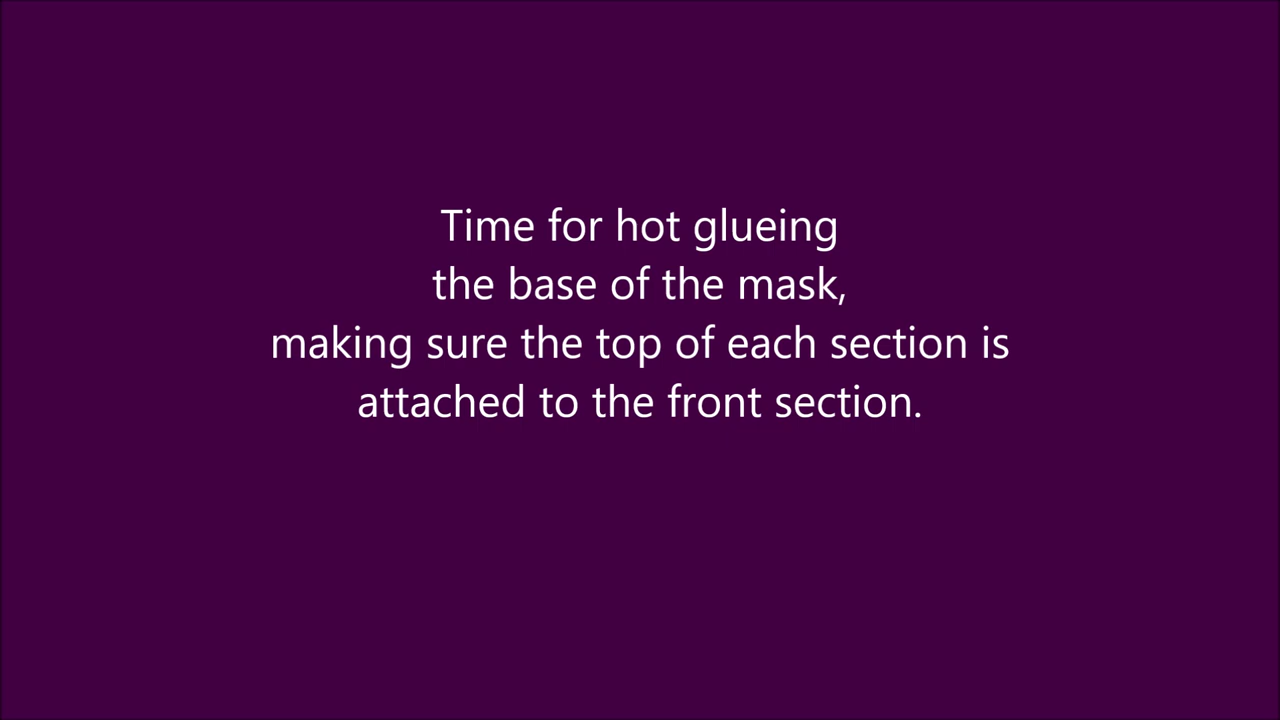 Time for hot glueing
the base of the mask,
making sure the top of each section is
attached to the front section.